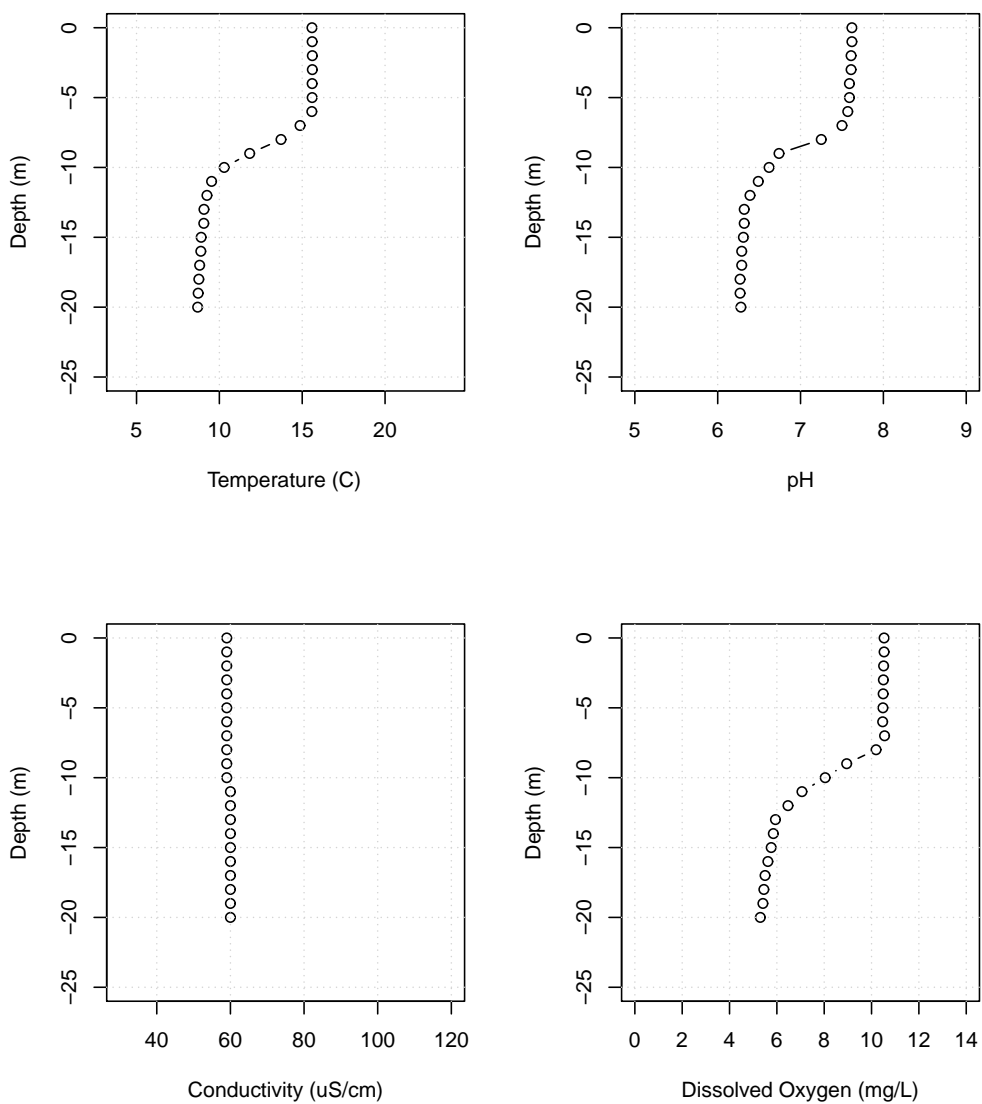 0
−5
−10
−15
−20
−25
Depth (m)
5 10 15 20
Temperature (C)
0
−5
−10
−15
−20
−25
Depth (m)
5 6 7 8 9
pH
0
−5
−10
−15
−20
−25
Depth (m)
40 60 80 100 120
Conductivity (uS/cm)
0
−5
−10
−15
−20
−25
Depth (m)
0 2 4 6 8 10 12 14
Dissolved Oxygen (mg/L)